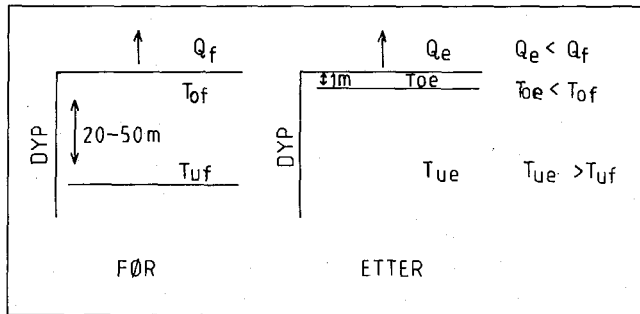 Qf Qe Qe < Qf
1m Toe Toe < Tof
Tof
DYP 20-50m DYP
Tuf Tue Tue > Tuf
FØR ETTER